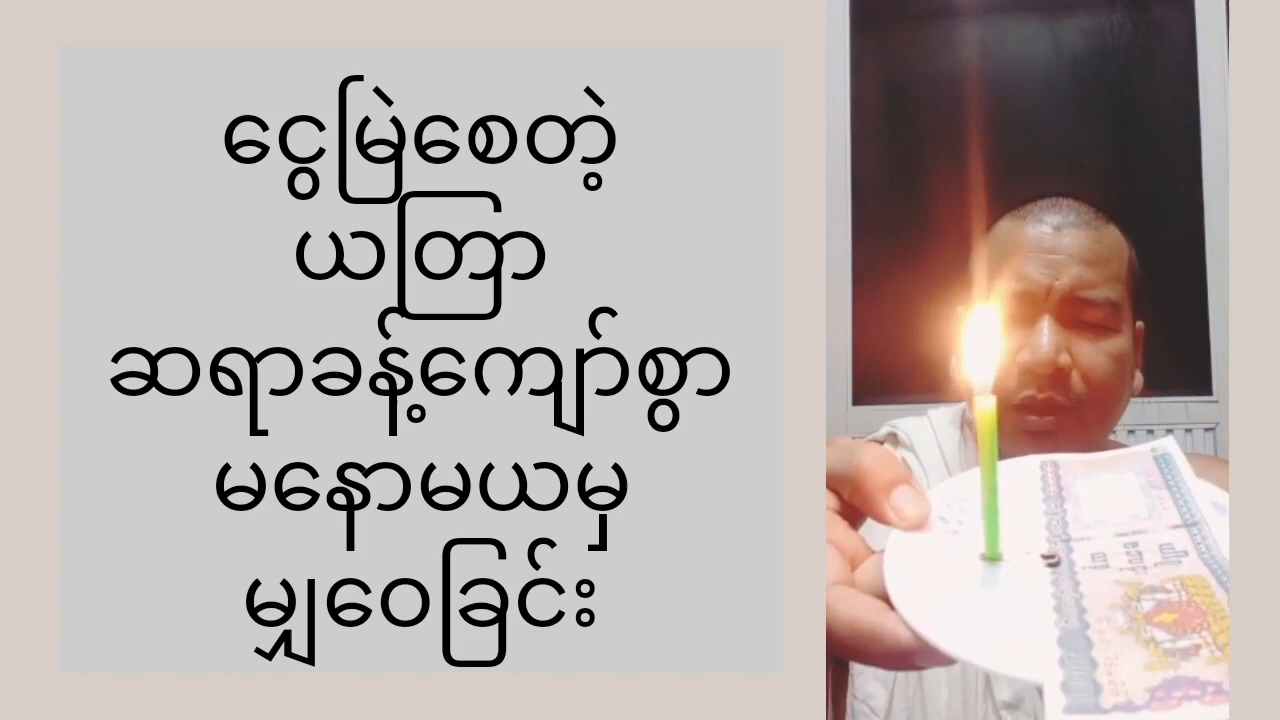 ငွေမြဲစေတဲ့
ယတြာ
ဆရာခန့်ကျော်စွာ
မနောမယမှ
မျှဝေခြင်း